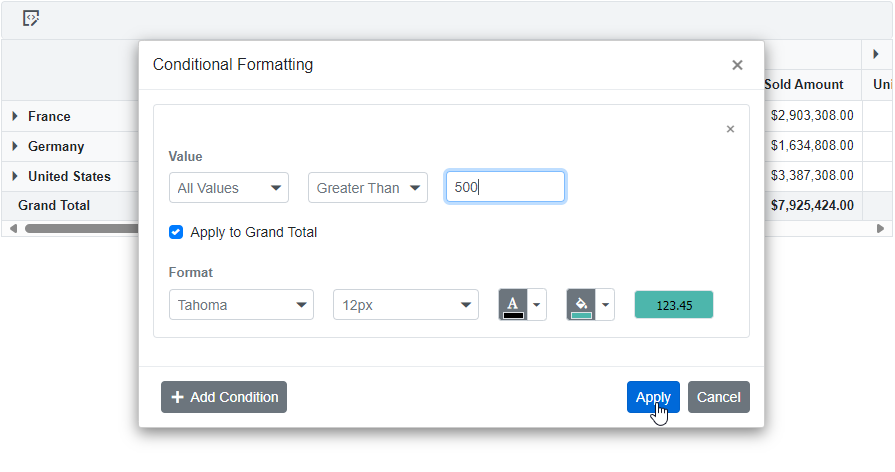 Conditional Formatting
Sold Amount Uni
France $2,903,308.00
Germany $1,634,808.00
United States $3,387,308.00
Grand Total $7,925,424.00
Value
All Values Greater Than 500
Apply to Grand Total
Format
Tahoma 12px A 123.45
Add Condition Apply Cancel